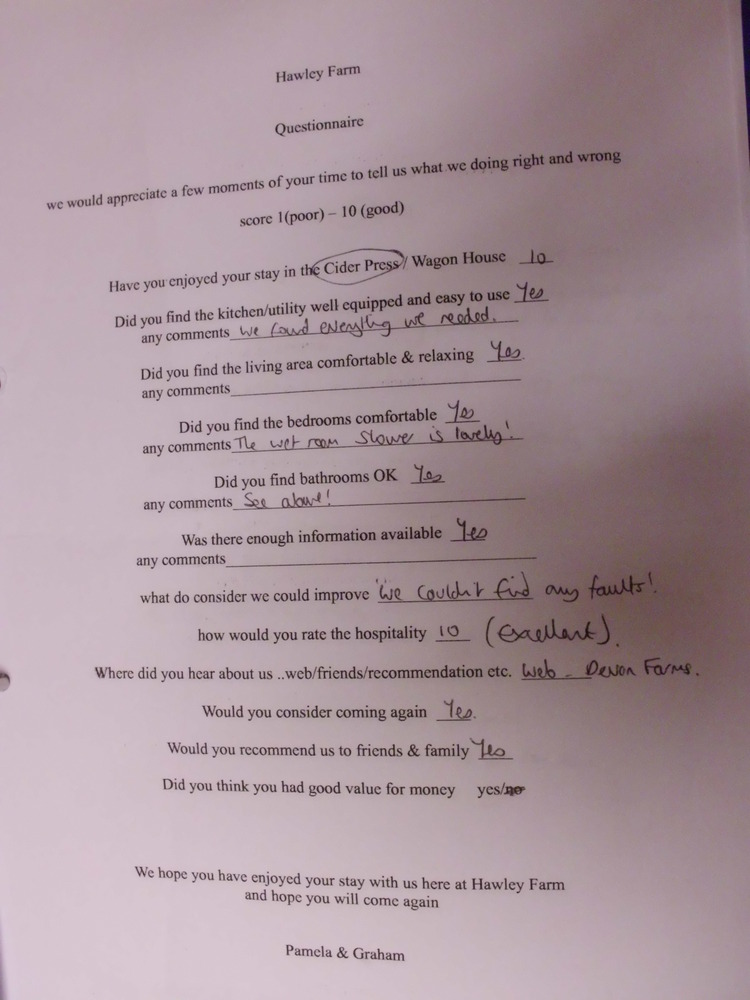 Hawley Farm
Questionnaire
we would appreciate a few moments of your time to tell us what we doing right and wrong
score 1(poor) – 10 (good)
Have you enjoyed your stay in the Cider Press / Wagon House 10
Did you find the kitchen/utility well equipped and easy to use Yes
any comments We found everything we needed.
Did you find the living area comfortable & relaxing Yes.
any comments
Did you find the bedrooms comfortable Yes
any comments The wet room shower is lovely!
Did you find bathrooms OK Yes
any comments See above!
Was there enough information available Yes
any comments
what do consider we could improve We couldn't find any faults!
how would you rate the hospitality 10 (Excellent).
Where did you hear about us ..web/friends/recommendation etc. Web - Devon Farms.
Would you consider coming again Yes.
Would you recommend us to friends & family Yes
Did you think you had good value for money yes/no
We hope you have enjoyed your stay with us here at Hawley Farm
and hope you will come again
Pamela & Graham